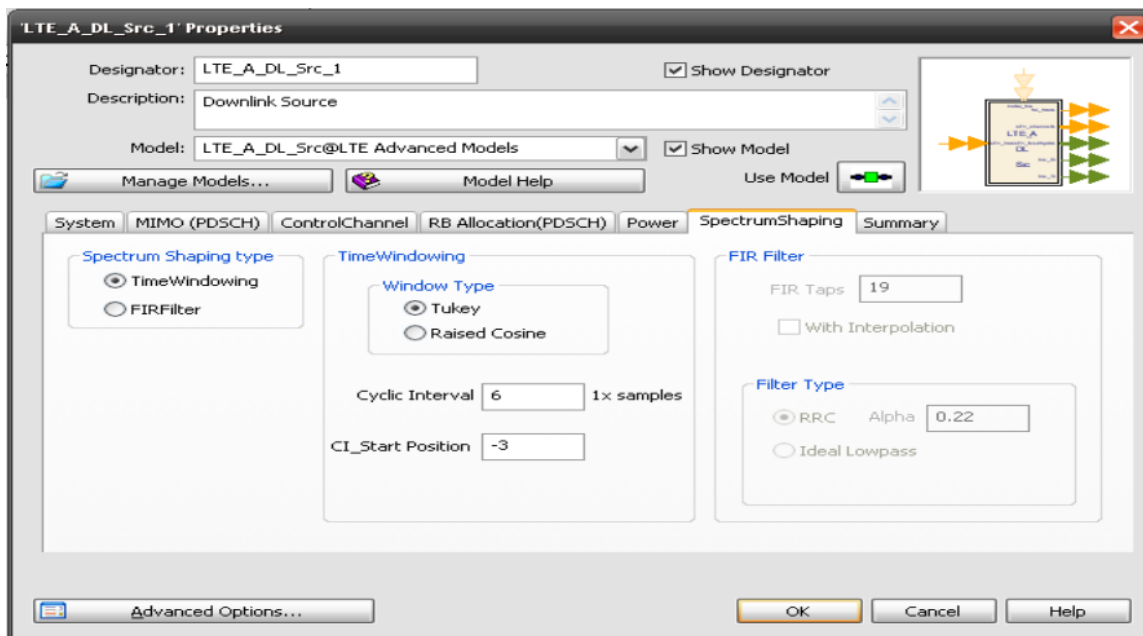 'LTE_A_DL_Src_1' Properties
Designator: LTE_A_DL_Src_1
Show Designator
Description: Downlink Source
Model: LTE_A_DL_Src@LTE Advanced Models
Show Model
Manage Models...
Model Help
Use Model
LTE_A
DL
Src
System MIMO (PDSCH) ControlChannel RB Allocation(PDSCH) Power SpectrumShaping Summary
Spectrum Shaping type
TimeWindowing
FIRFilter
TimeWindowing
Window Type
Tukey
Raised Cosine
Cyclic Interval 6 1x samples
CI_Start Position -3
FIR Filter
FIR Taps 19
With Interpolation
Filter Type
RRC Alpha 0.22
Ideal Lowpass
Advanced Options...
OK Cancel Help